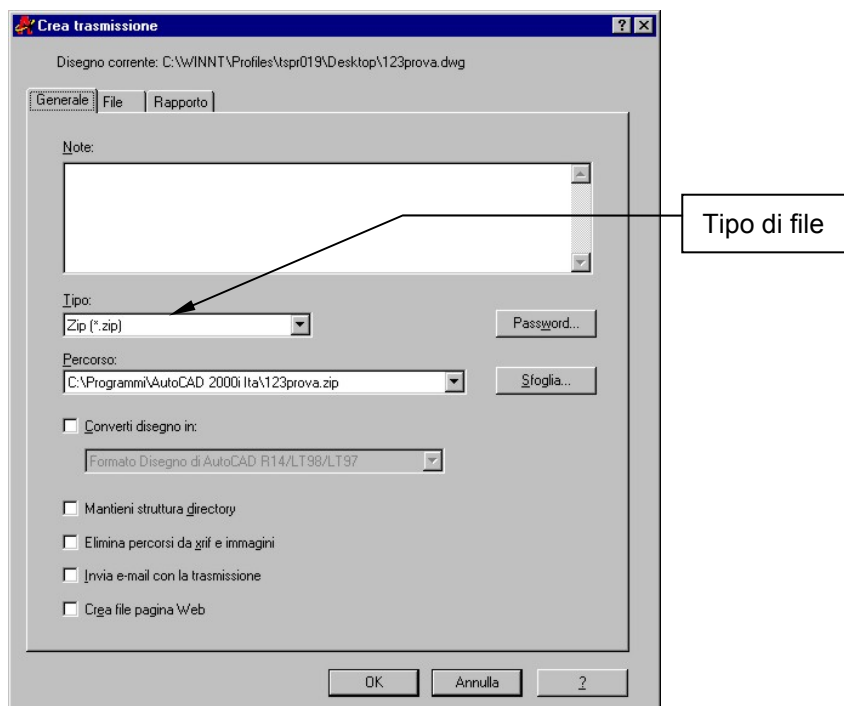 Crea trasmissione
Disegno corrente: C:\WINNT\Profiles\tspr019\Desktop\123prova.dwg
Generale File Rapporto
Note:
Tipo di file
Tipo:
Zip (*.zip) Password...
Percorso:
C:\Programmi\AutoCAD 2000i Ita\123prova.zip Sfoglia...
Converti disegno in:
Formato Disegno di AutoCAD R14/LT98/LT97
Mantieni struttura directory
Elimina percorsi da xrif e immagini
Invia e-mail con la trasmissione
Crea file pagina Web
OK Annulla ?